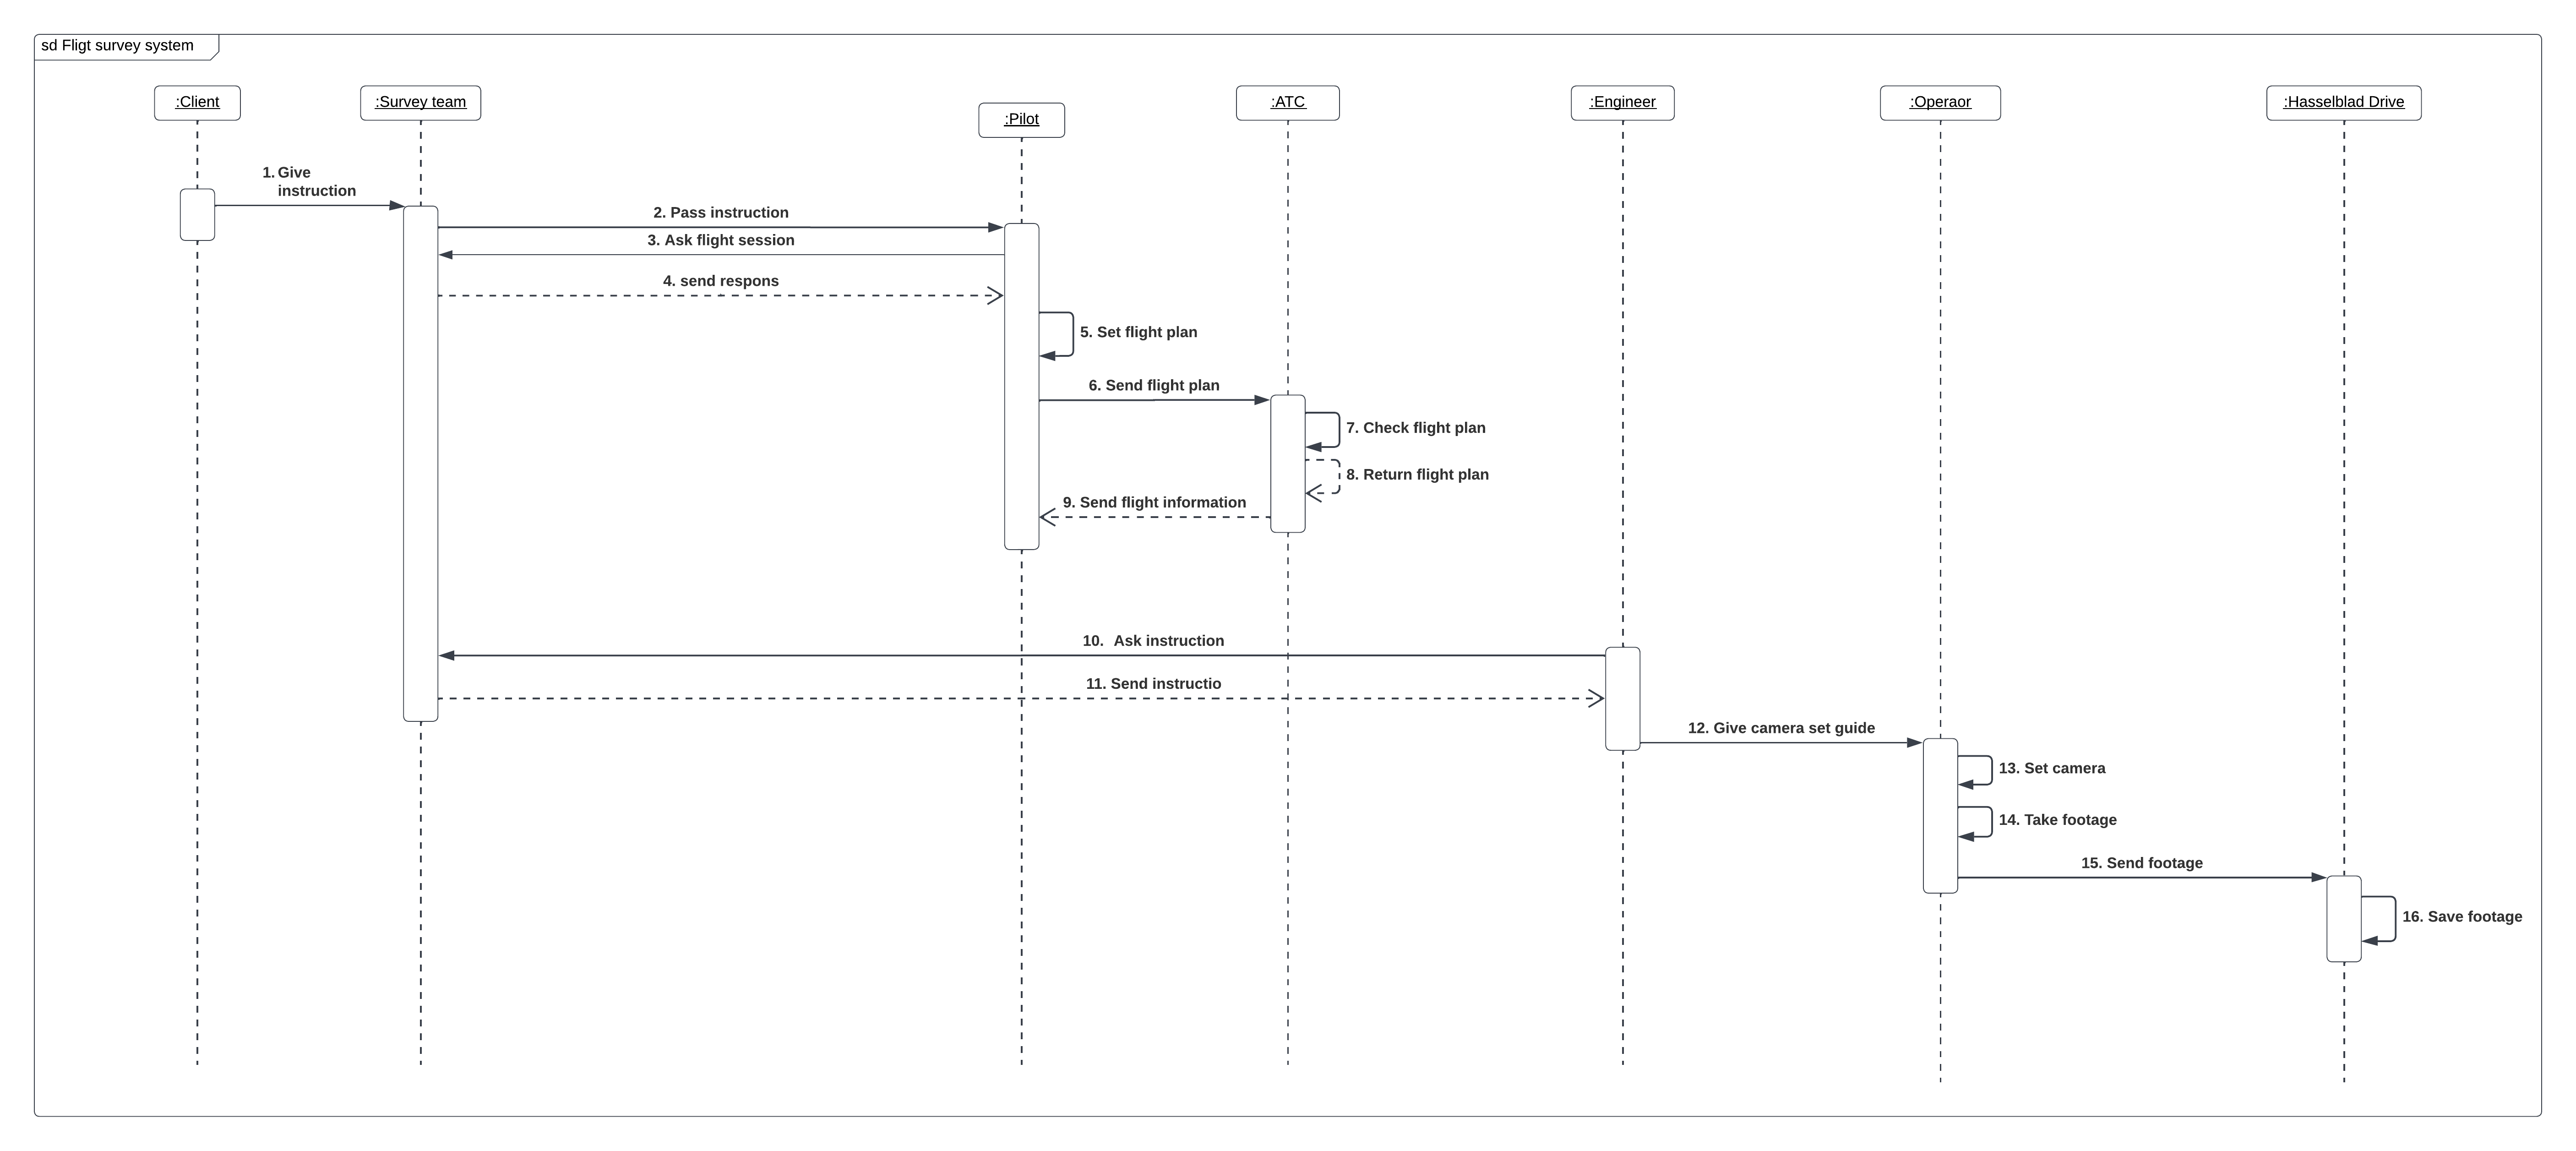 sd Fligt survey system
:Client
:Survey team
:Pilot
:ATC
:Engineer
:Operaor
:Hasselblad Drive
1. Give
instruction
2. Pass instruction
3. Ask flight session
4. send respons
5. Set flight plan
6. Send flight plan
7. Check flight plan
8. Return flight plan
9. Send flight information
10. Ask instruction
11. Send instructio
12. Give camera set guide
13. Set camera
14. Take footage
15. Send footage
16. Save footage